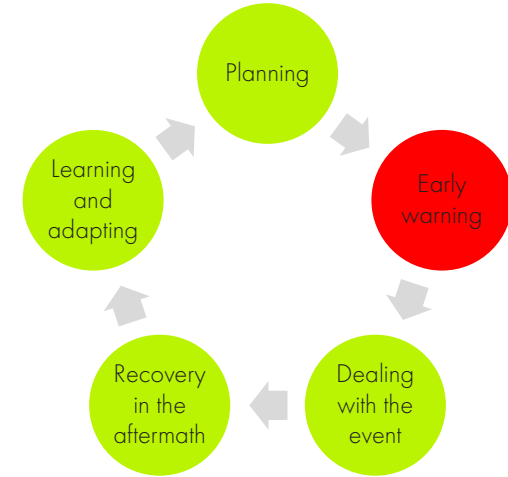 Planning
Early
warning
Dealing
with the
event
Recovery
in the
aftermath
Learning
and
adapting